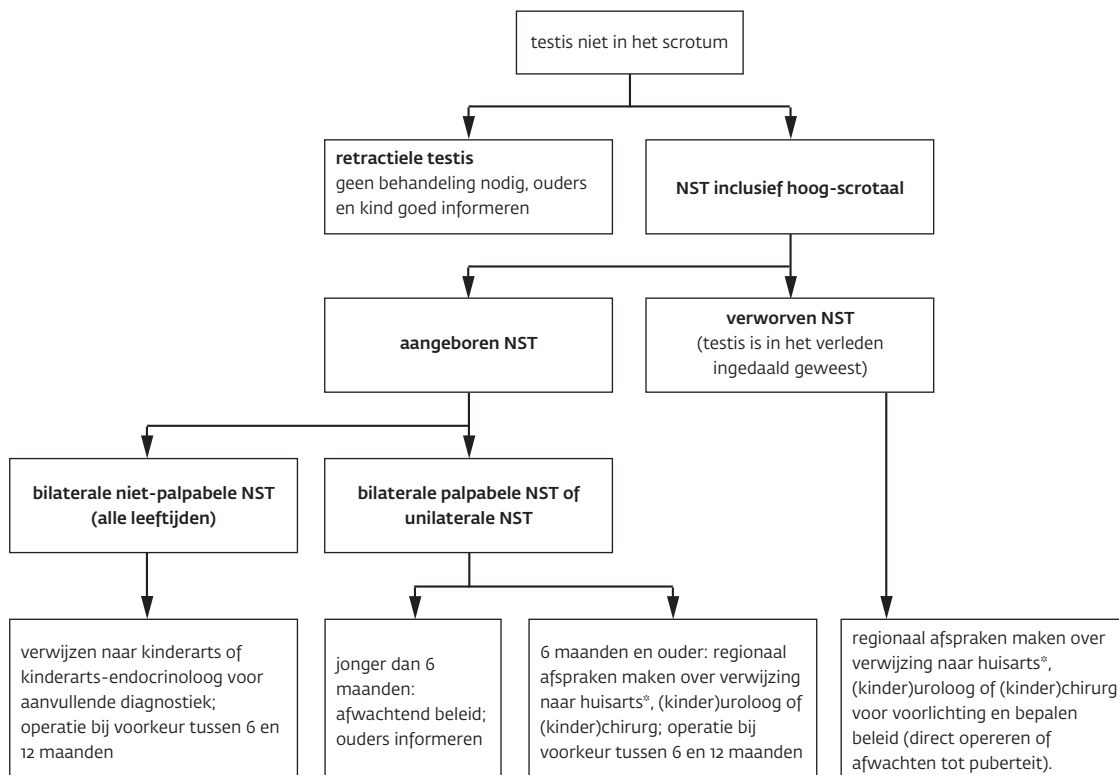 testis niet in het scrotum
retractiele testis
geen behandeling nodig, ouders
en kind goed informeren
NST inclusief hoog-scrotaal
aangeboren NST
verworven NST
(testis is in het verleden
ingedaald geweest)
bilaterale niet-palpabele NST
(alle leeftijden)
bilaterale palpabele NST of
unilaterale NST
verwijzen naar kinderarts of
kinderarts-endocrinoloog voor
aanvullende diagnostiek;
operatie bij voorkeur tussen 6 en
12 maanden
jonger dan 6
maanden:
afwachtend beleid;
ouders informeren
6 maanden en ouder: regionaal
afspraken maken over verwijzing
naar huisarts*, (kinder)uroloog of
(kinder)chirurg; operatie bij
voorkeur tussen 6 en 12 maanden
regionaal afspraken maken over
verwijzing naar huisarts*,
(kinder)uroloog of (kinder)chirurg
voor voorlichting en bepalen
beleid (direct opereren of
afwachten tot puberteit).